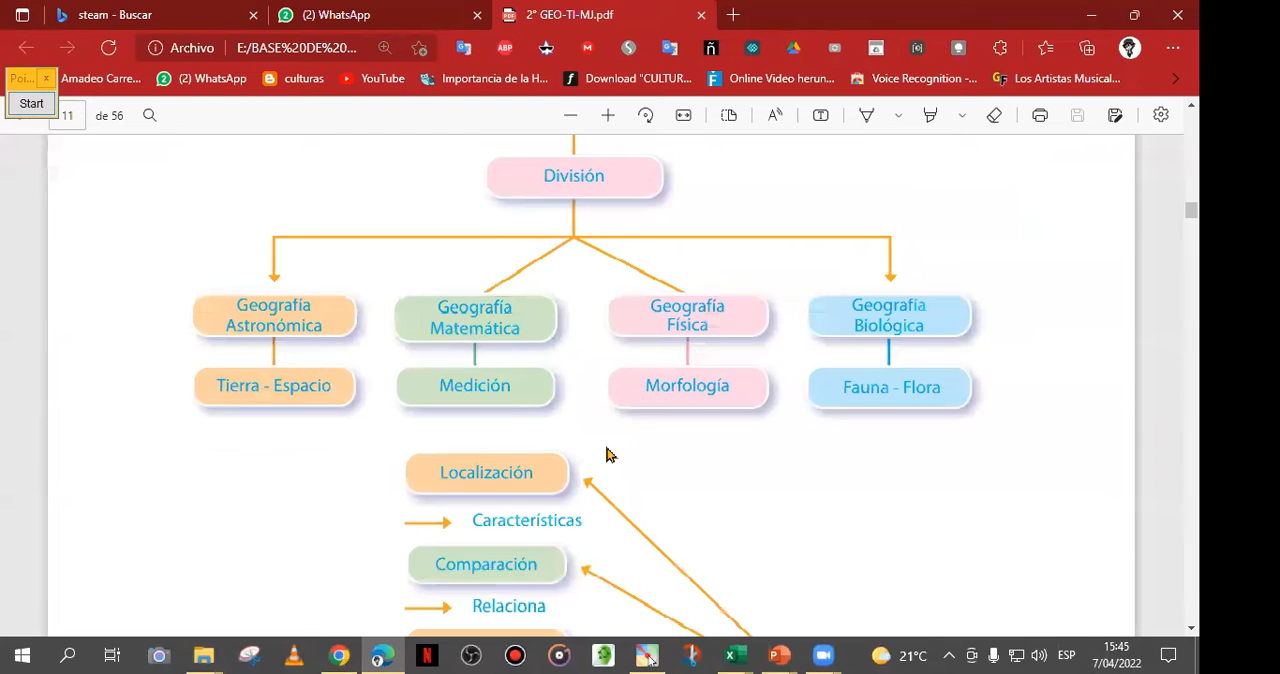 steam - Buscar
(2) WhatsApp
2° GEO-TI-MJ.pdf
Archivo
E:/BASE%20DE%20...
ABP
M
S
ñ
Poi...
Amadeo Carre...
(2) WhatsApp
culturas
YouTube
Importancia de la H...
Download "CULTUR...
Online Video herun...
Voice Recognition -...
Los Artistas Musical...
Start
11
de 56
División
Geografía
Astronómica
Geografía
Matemática
Geografía
Física
Geografía
Biológica
Tierra - Espacio
Medición
Morfología
Fauna - Flora
Localización
Características
Comparación
Relaciona
21°C
ESP
15:45
7/04/2022